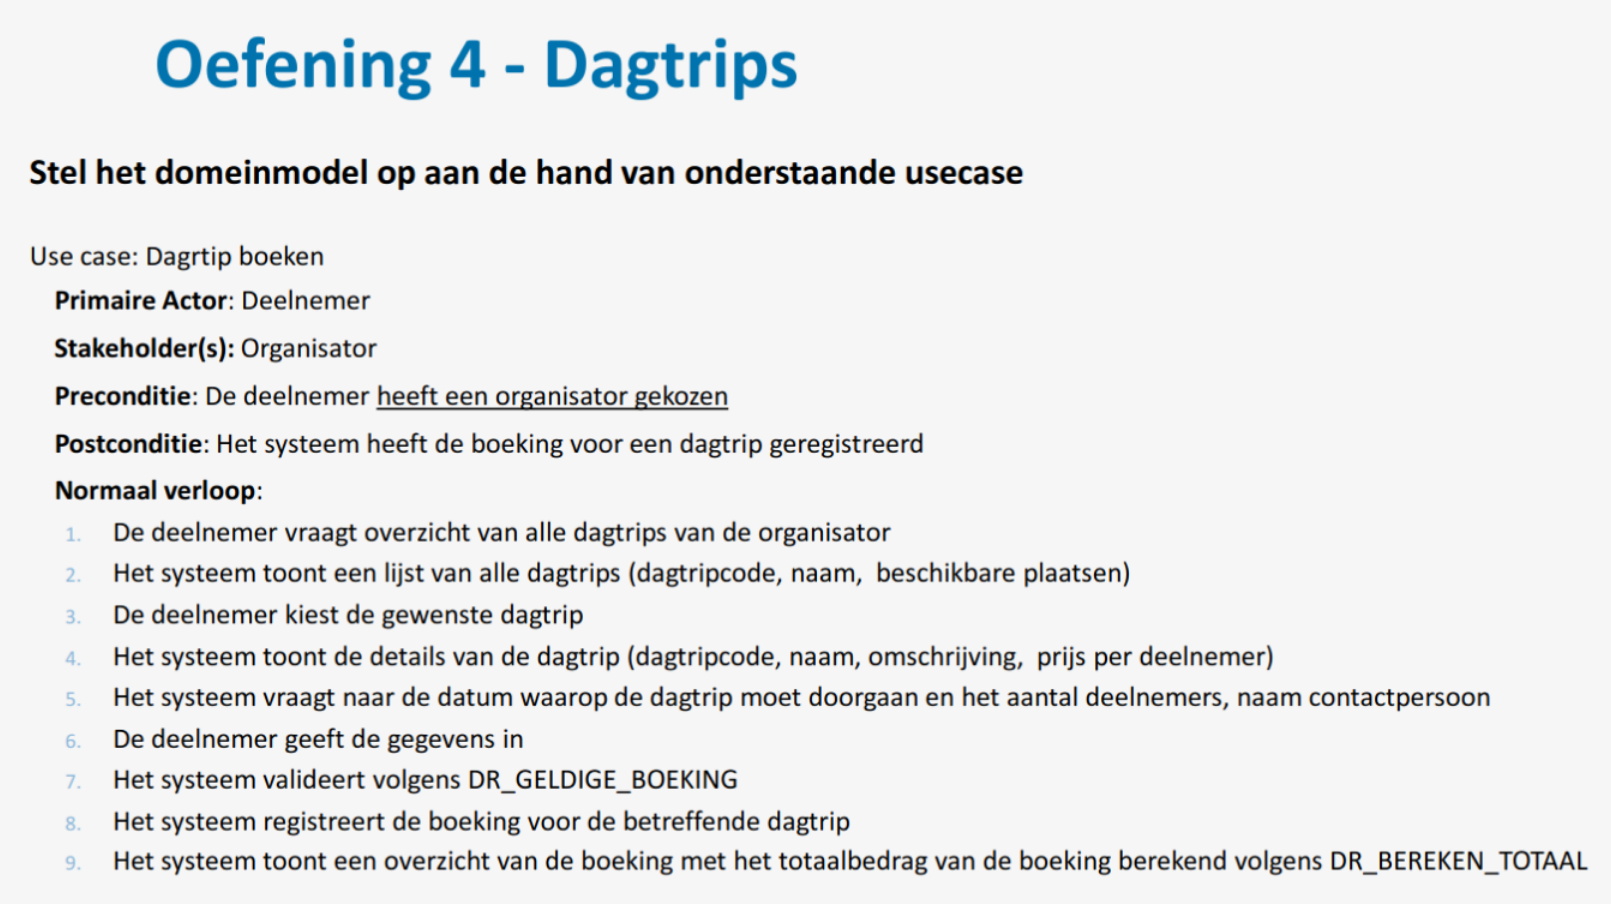 Oefening 4 - Dagtrips
Stel het domeinmodel op aan de hand van onderstaande usecase
Use case: Dagrtip boeken
Primaire Actor: Deelnemer
Stakeholder(s): Organisator
Preconditie: De deelnemer heeft een organisator gekozen
Postconditie: Het systeem heeft de boeking voor een dagtrip geregistreerd
Normaal verloop:
1. De deelnemer vraagt overzicht van alle dagtrips van de organisator
2. Het systeem toont een lijst van alle dagtrips (dagtripcode, naam, beschikbare plaatsen)
3. De deelnemer kiest de gewenste dagtrip
4. Het systeem toont de details van de dagtrip (dagtripcode, naam, omschrijving, prijs per deelnemer)
5. Het systeem vraagt naar de datum waarop de dagtrip moet doorgaan en het aantal deelnemers, naam contactpersoon
6. De deelnemer geeft de gegevens in
7. Het systeem valideert volgens DR_GELDIGE_BOEKING
8. Het systeem registreert de boeking voor de betreffende dagtrip
9. Het systeem toont een overzicht van de boeking met het totaalbedrag van de boeking berekend volgens DR_BEREKEN_TOTAAL